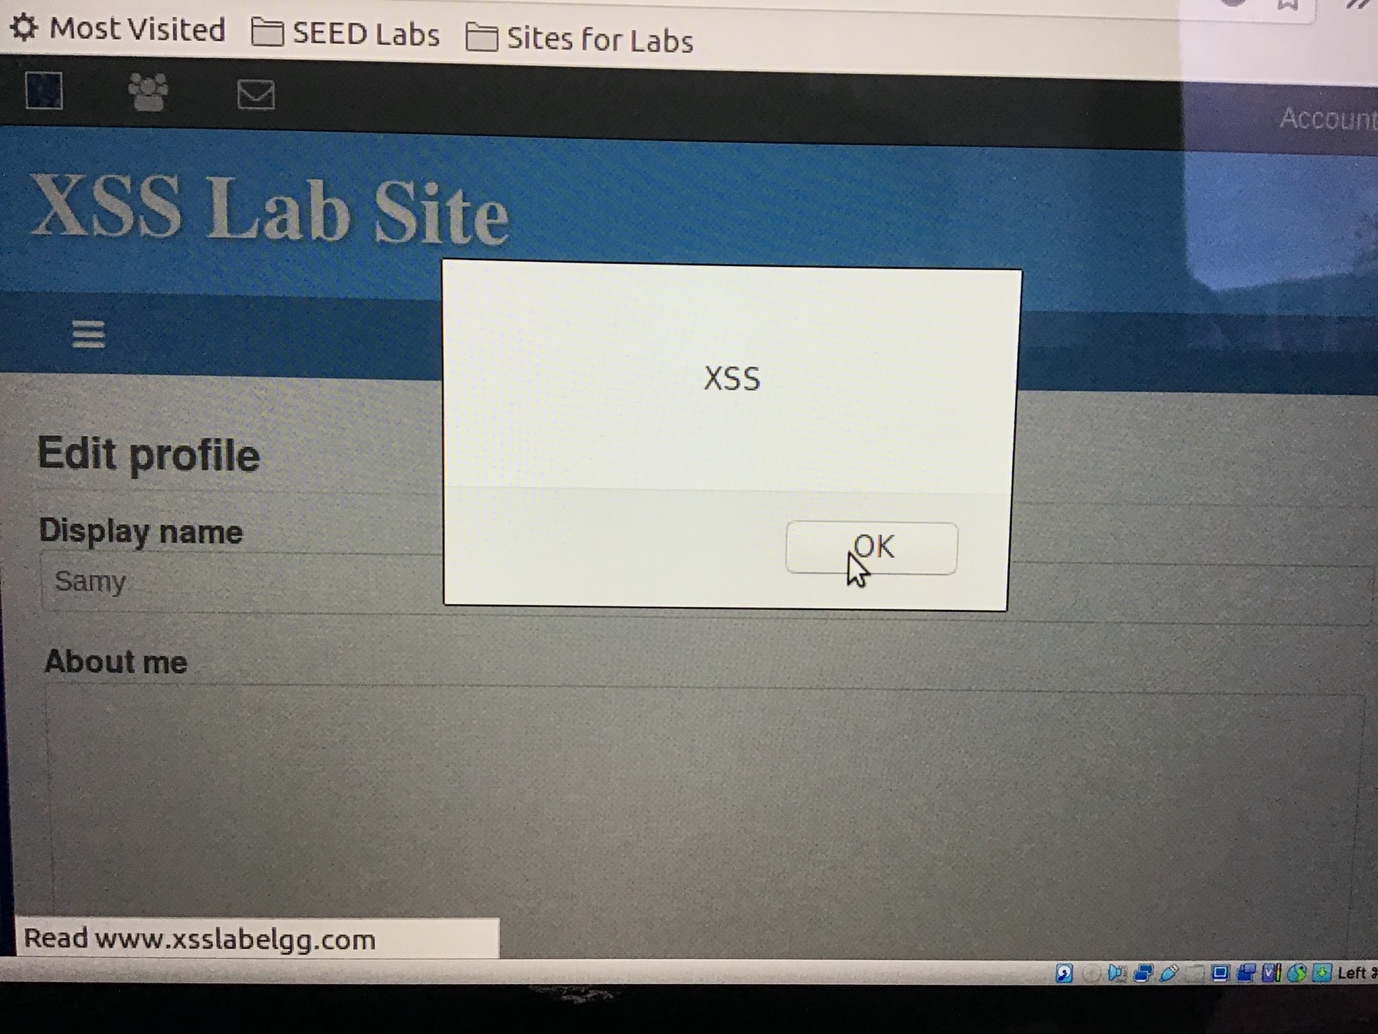 Most Visited SEED Labs Sites for Labs
Account
XSS Lab Site
XSS
OK
Edit profile
Display name
Samy
About me
Read www.xsslabelgg.com
Left